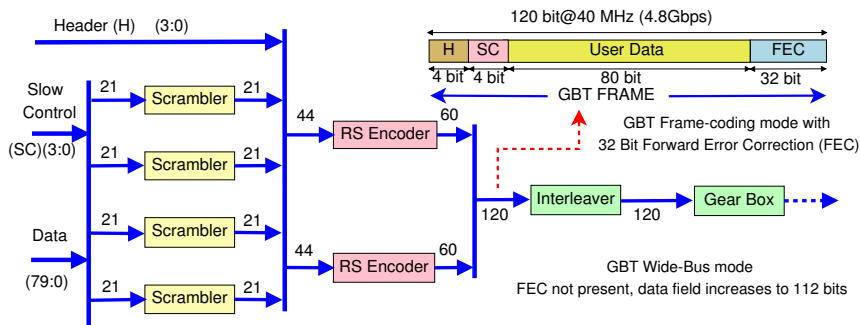 Header (H) (3:0)
120 bit@40 MHz (4.8Gbps)
H SC User Data FEC
4 bit 4 bit 80 bit 32 bit
GBT FRAME
GBT Frame-coding mode with
32 Bit Forward Error Correction (FEC)
Slow
Control
(SC)(3:0)
Data
(79:0)
21 Scrambler 21
21 Scrambler 21
21 Scrambler 21
21 Scrambler 21
44 RS Encoder 60
44 RS Encoder 60
120 Interleaver 120 Gear Box
GBT Wide-Bus mode
FEC not present, data field increases to 112 bits